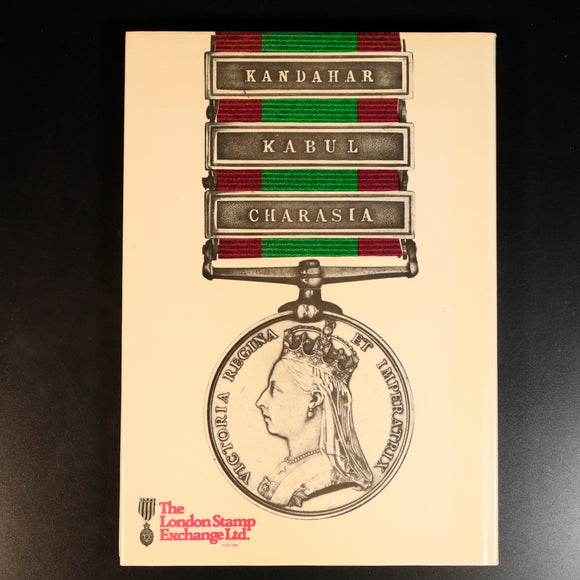 KANDAHAR
KABUL
CHARASIA
VICTORIA REGINA ET IMPERATRIX
The
London Stamp
Exchange Ltd.